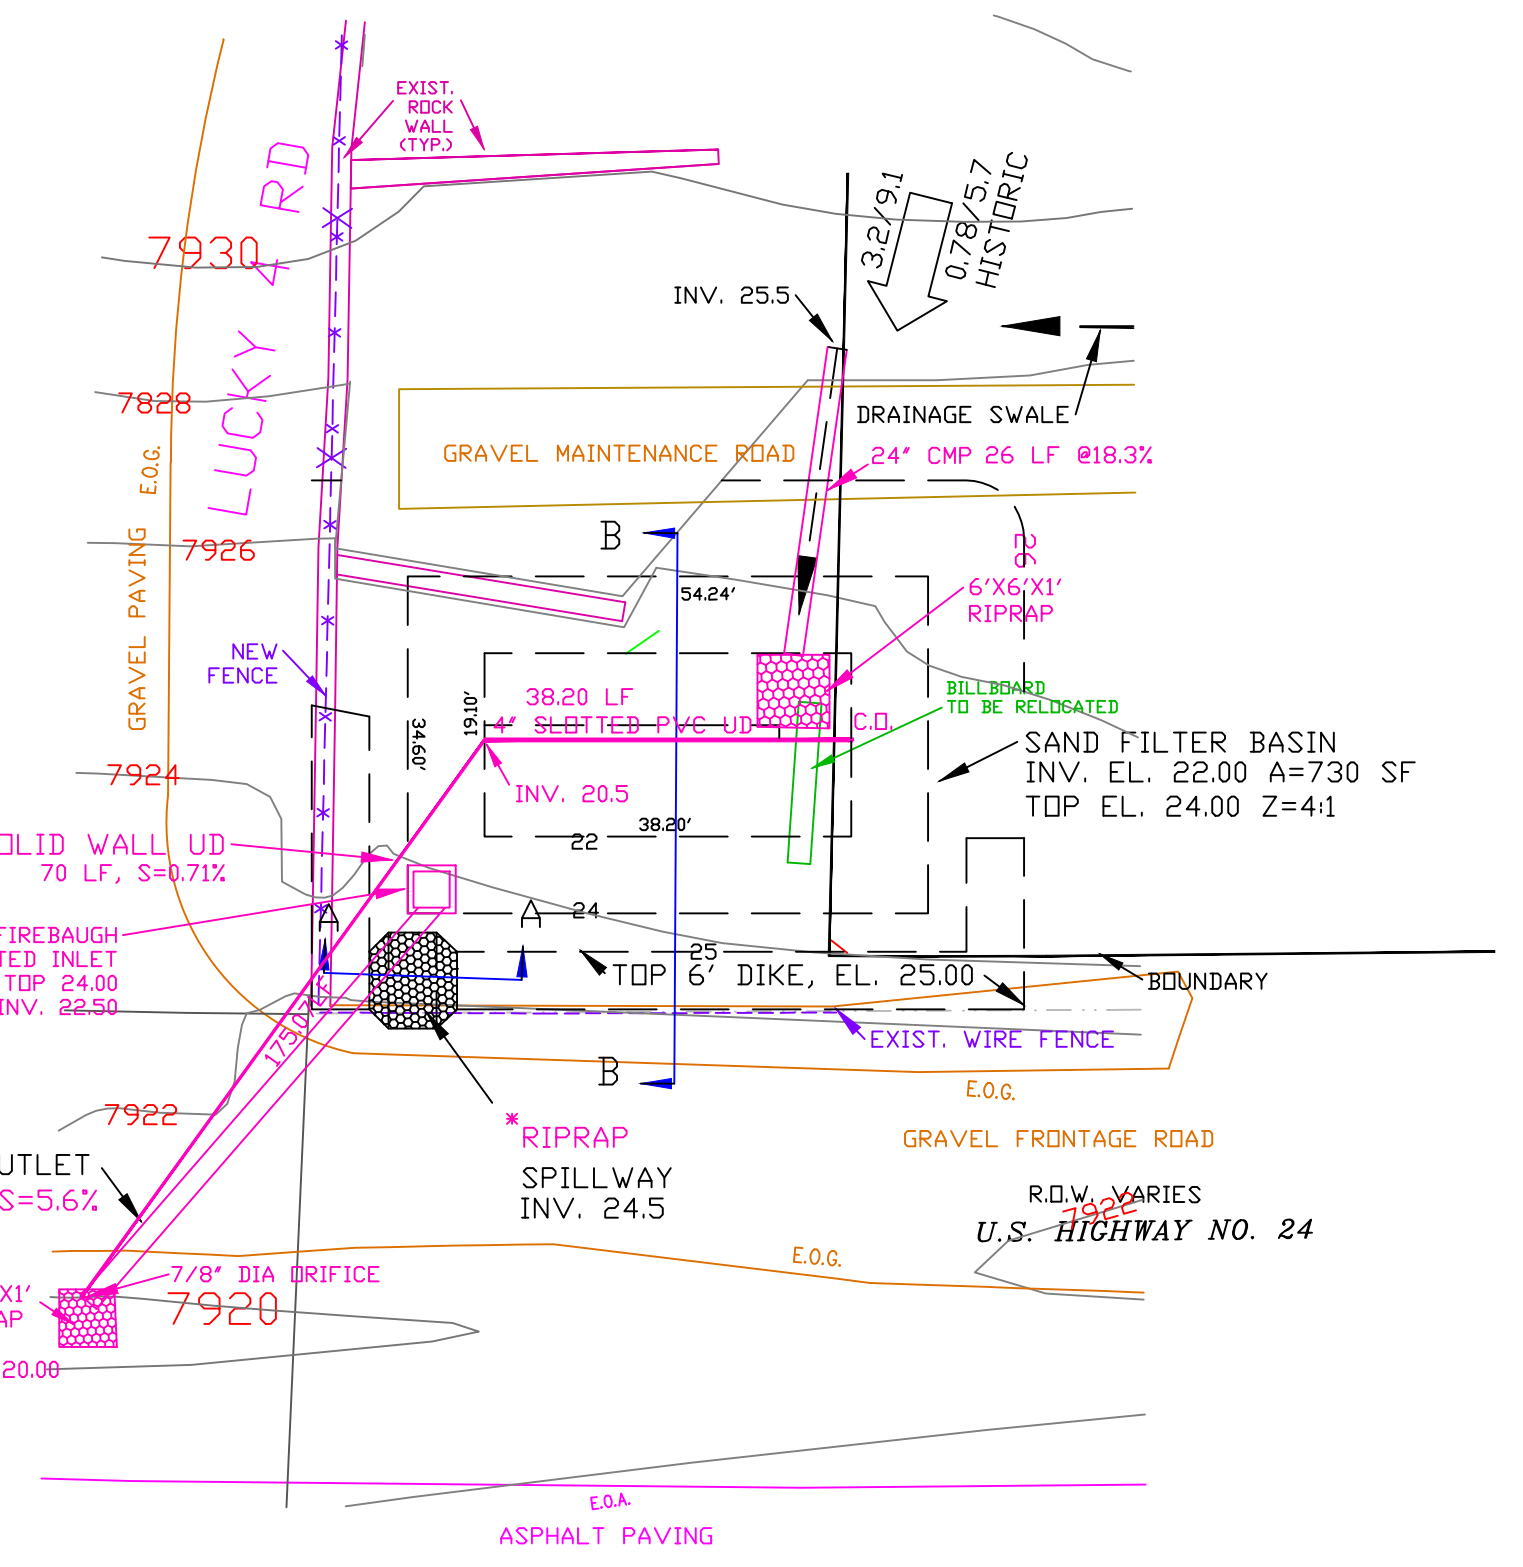 EXIST.
ROCK
WALL
(TYP.)
LUCKY 4 RD
7930
3.2/9.1
0.78/5.7
HISTORIC
INV. 25.5
7828
DRAINAGE SWALE
E.O.G.
GRAVEL MAINTENANCE ROAD
24" CMP 26 LF @18.3%
GRAVEL PAVING
7926
B
26
54.24'
6'X6'X1'
RIPRAP
NEW
FENCE
38.20 LF
4" SLOTTED PVC UD
C.O.
19.10'
34.60'
BILLBOARD
TO BE RELOCATED
SAND FILTER BASIN
INV. EL. 22.00 A=730 SF
TOP EL. 24.00 Z=4:1
7924
INV. 20.5
38.20'
22
OLID WALL UD
70 LF, S=0.71%
A
A
24
FIREBAUGH
TED INLET
TOP 24.00
INV. 22.50
25
TOP 6' DIKE, EL. 25.00
BOUNDARY
EXIST. WIRE FENCE
B
E.O.G.
7922
*
RIPRAP
GRAVEL FRONTAGE ROAD
UTLET
S=5.6%
SPILLWAY
INV. 24.5
R.O.W. VARIES
7922
U.S. HIGHWAY NO. 24
E.O.G.
7/8" DIA ORIFICE
X1'
AP
7920
20.00
E.O.A.
ASPHALT PAVING